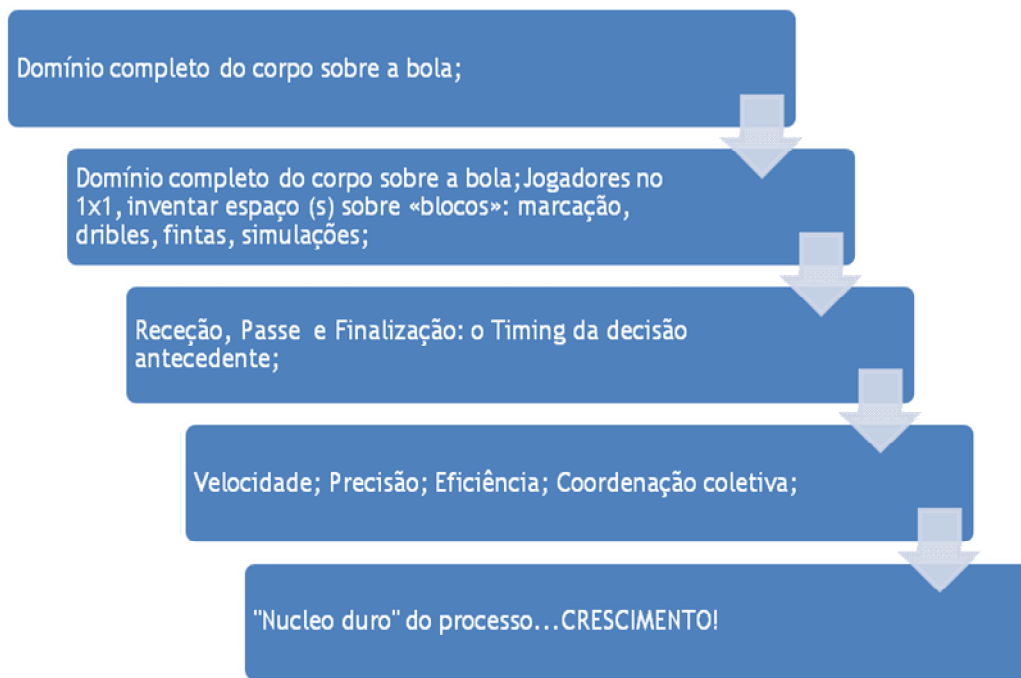 Domínio completo do corpo sobre a bola;
Domínio completo do corpo sobre a bola;Jogadores no
1x1, inventar espaço (s) sobre «blocos»: marcação,
dribles, fintas, simulações;
Receção, Passe e Finalização: o Timing da decisão
antecedente;
Velocidade; Precisão; Eficiência; Coordenação coletiva;
"Nucleo duro" do processo...CRESCIMENTO!